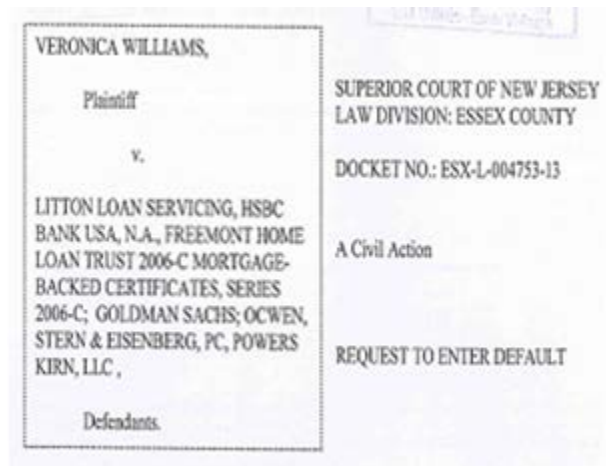 VERONICA WILLIAMS,
Plaintiff
v.
LITTON LOAN SERVICING, HSBC
BANK USA, N.A., FREEMONT HOME
LOAN TRUST 2006-C MORTGAGE-
BACKED CERTIFICATES, SERIES
2006-C; GOLDMAN SACHS; OCWEN,
STERN & EISENBERG, PC, POWERS
KIRN, LLC ,
Defendants.
SUPERIOR COURT OF NEW JERSEY
LAW DIVISION: ESSEX COUNTY
DOCKET NO.: ESX-L-004753-13
A Civil Action
REQUEST TO ENTER DEFAULT